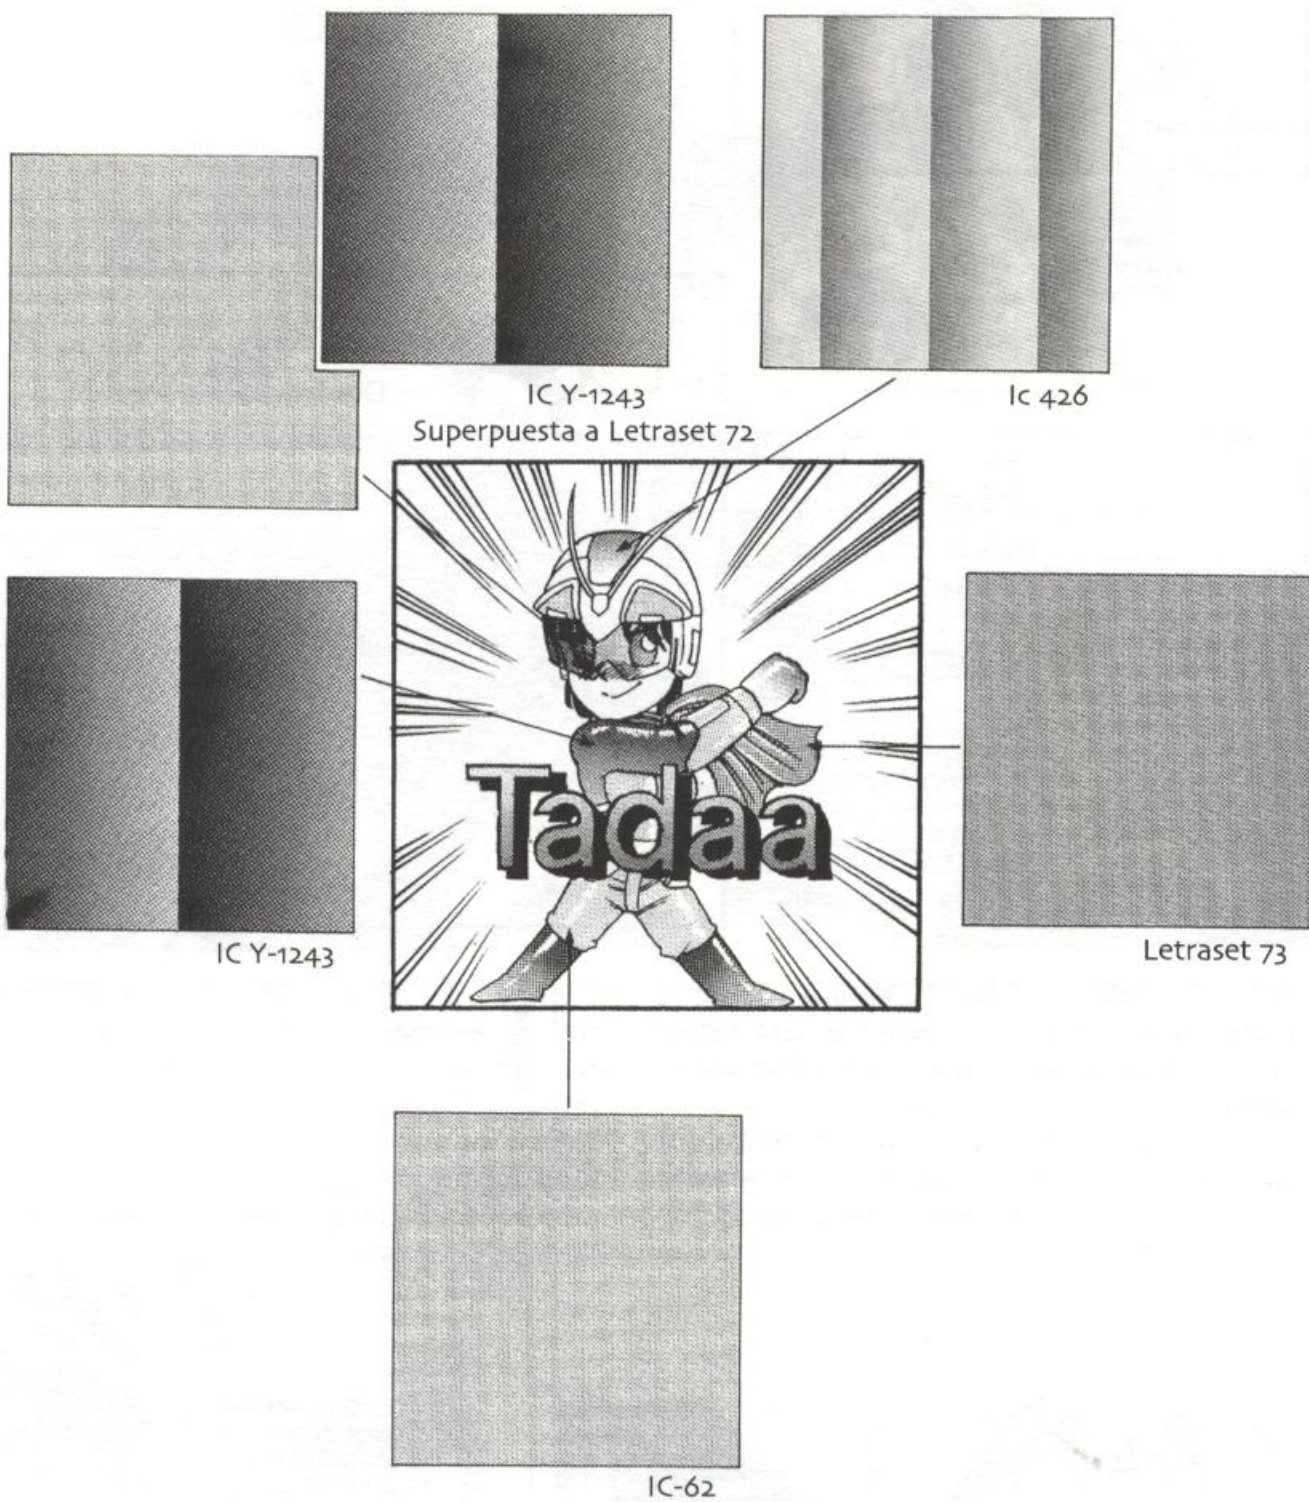 IC Y-1243
Superpuesta a Letraset 72
Ic 426
IC Y-1243
Tadaa
Letraset 73
IC-62